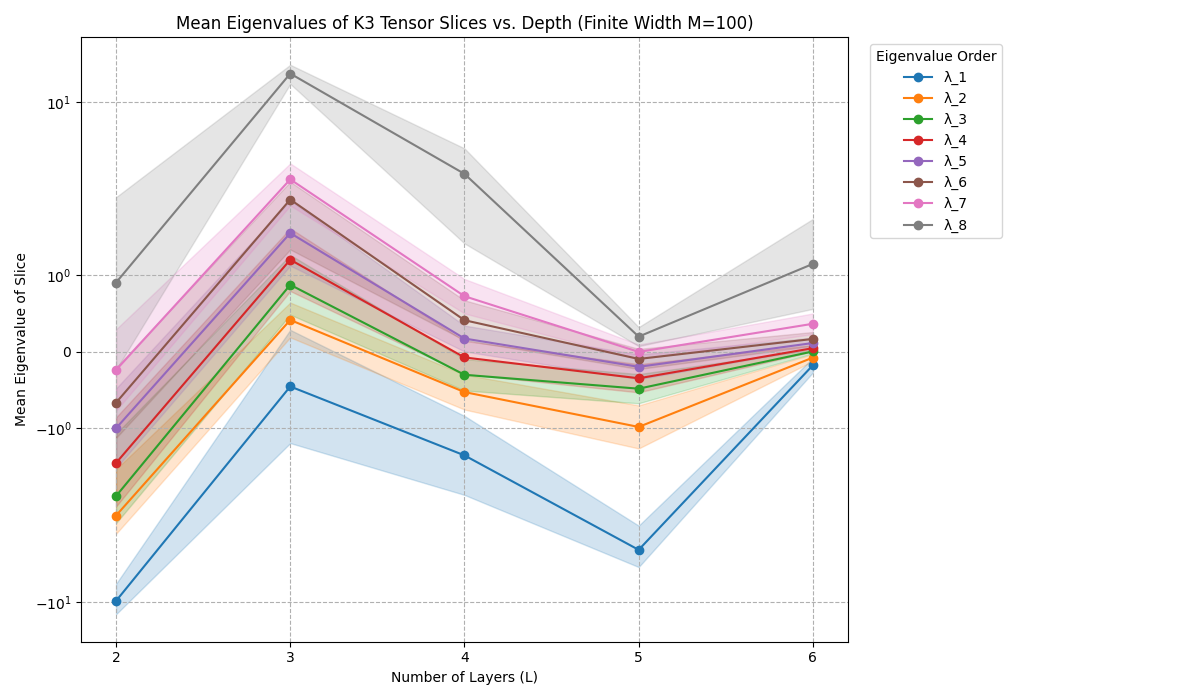 Mean Eigenvalues of K3 Tensor Slices vs. Depth (Finite Width M=100)
Mean Eigenvalue of Slice
10¹
10⁰
0
−10⁰
−10¹
2 3 4 5 6
Number of Layers (L)
Eigenvalue Order
λ_1
λ_2
λ_3
λ_4
λ_5
λ_6
λ_7
λ_8